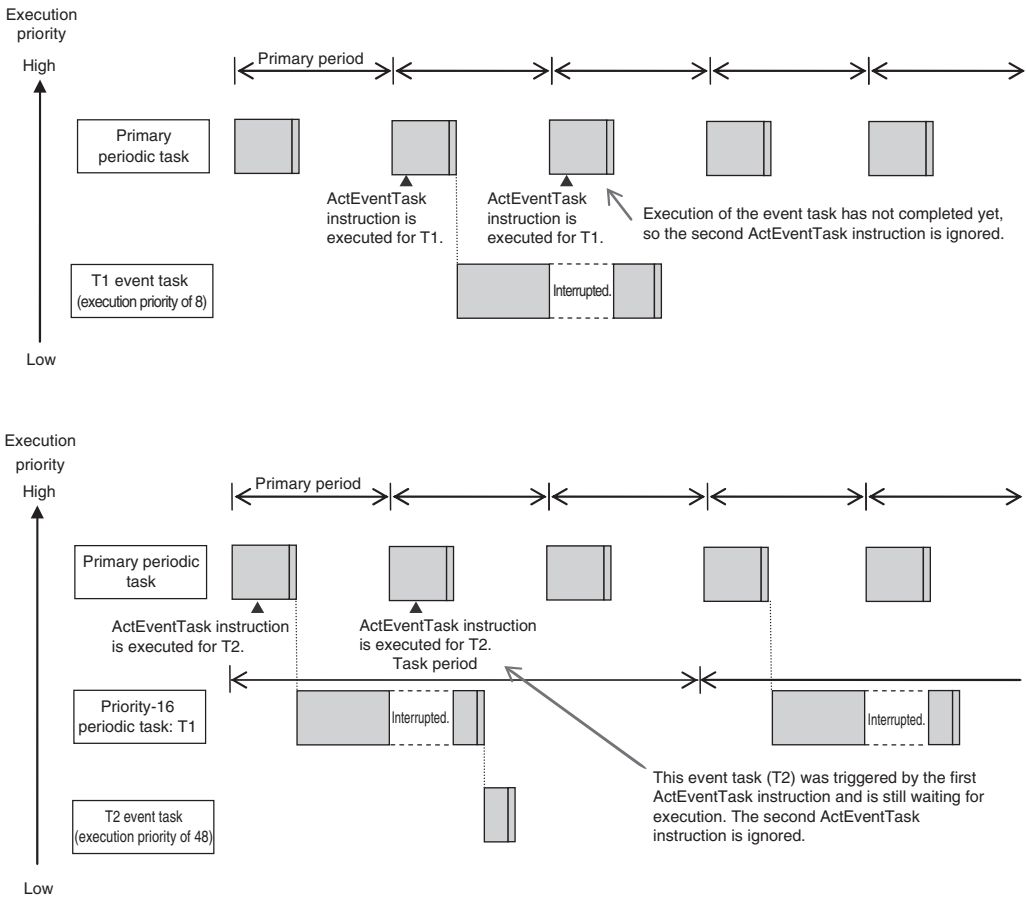 Execution
priority
High
Primary period
Primary
periodic task
ActEventTask
instruction is
executed for T1.
ActEventTask
instruction is
executed for T1.
Execution of the event task has not completed yet,
so the second ActEventTask instruction is ignored.
T1 event task
(execution priority of 8)
Interrupted.
Low
Execution
priority
High
Primary period
Primary periodic
task
ActEventTask instruction
is executed for T2.
ActEventTask instruction
is executed for T2.
Task period
Priority-16
periodic task: T1
Interrupted.
Interrupted.
This event task (T2) was triggered by the first
ActEventTask instruction and is still waiting for
execution. The second ActEventTask
instruction is ignored.
T2 event task
(execution priority of 48)
Low